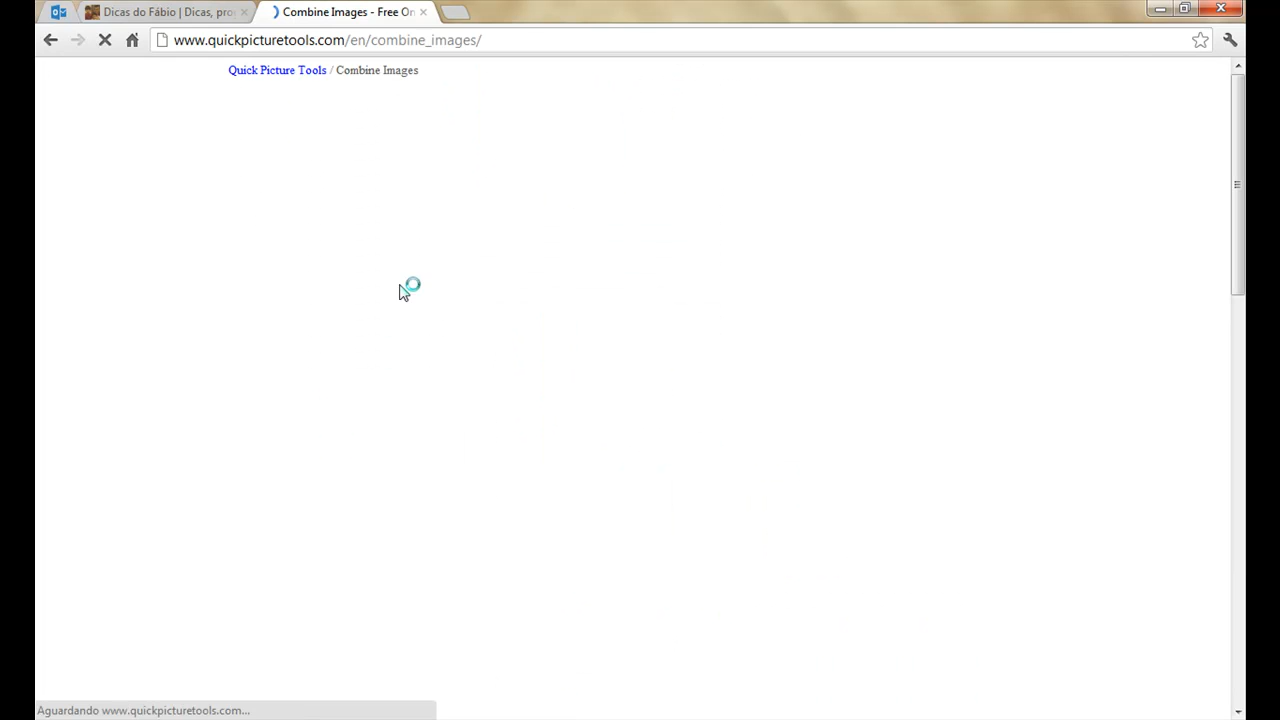 Dicas do Fábio | Dicas, pro
Combine Images - Free On
www.quickpicturetools.com/en/combine_images/
Quick Picture Tools / Combine Images
Aguardando www.quickpicturetools.com...